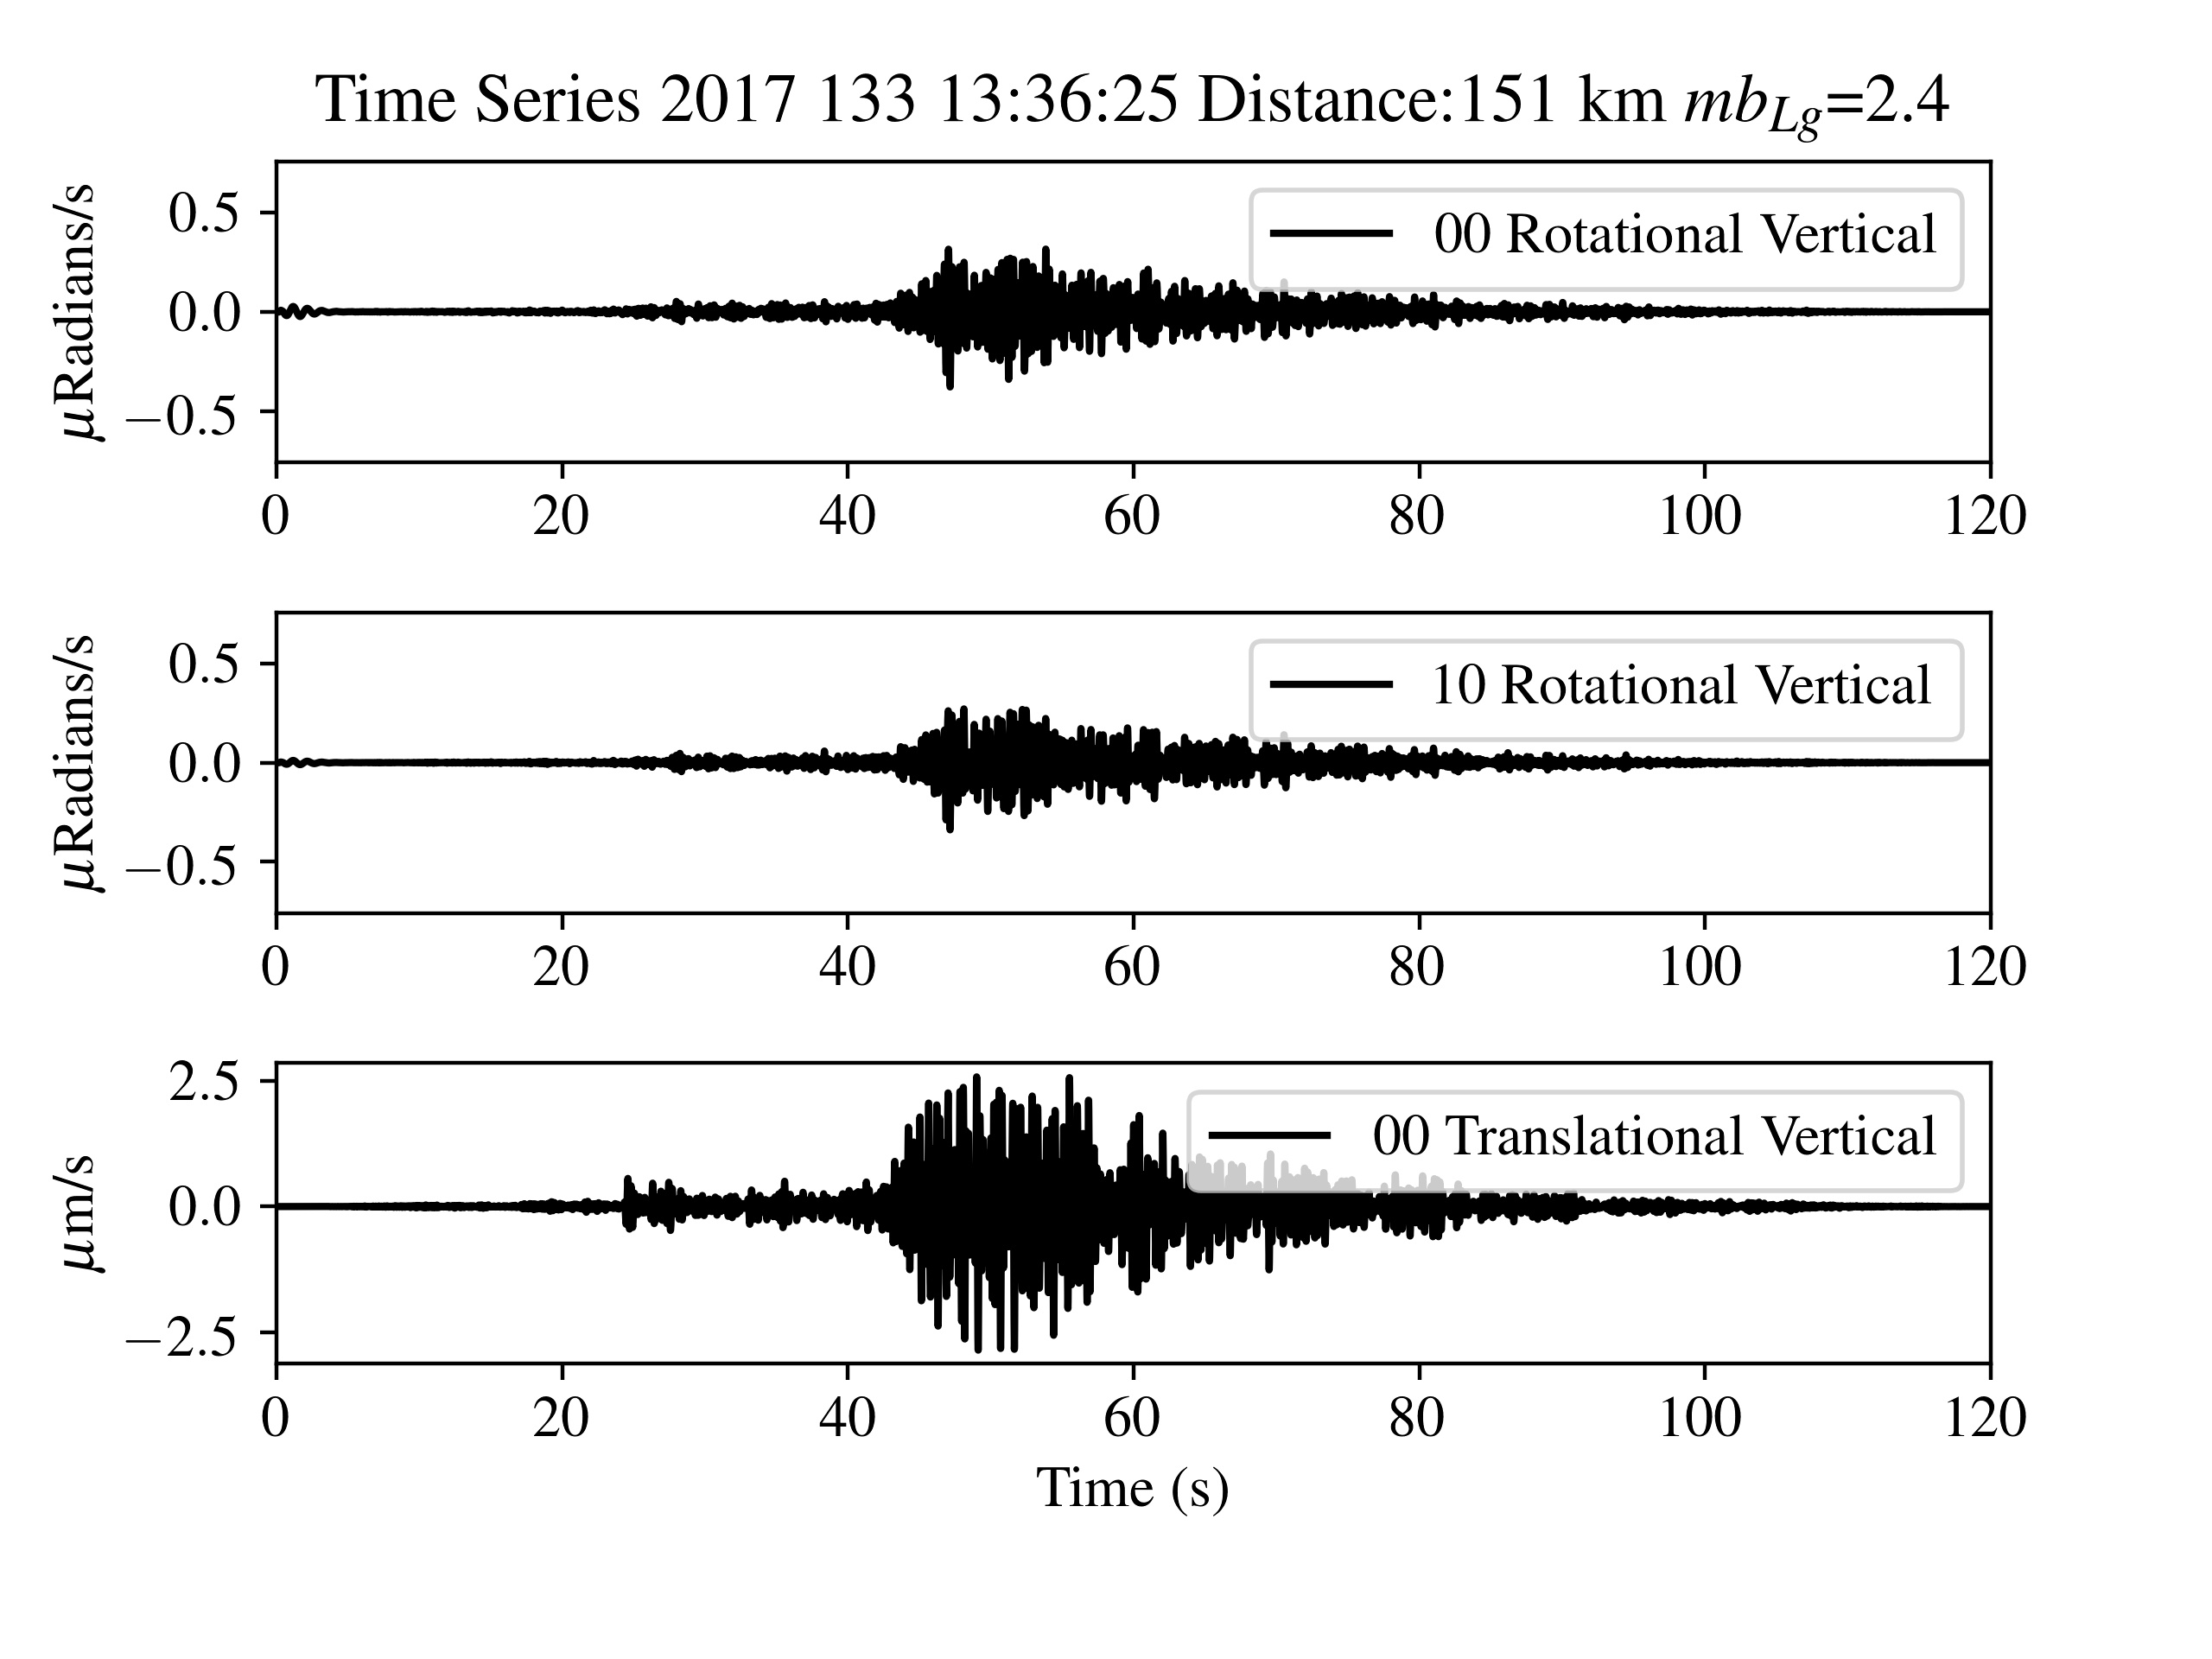 Time Series 2017 133 13:36:25 Distance:151 km mb_Lg=2.4
μRadians/s
0.5
0.0
−0.5
00 Rotational Vertical
0 20 40 60 80 100 120
μRadians/s
0.5
0.0
−0.5
10 Rotational Vertical
0 20 40 60 80 100 120
μm/s
2.5
0.0
−2.5
00 Translational Vertical
0 20 40 60 80 100 120
Time (s)